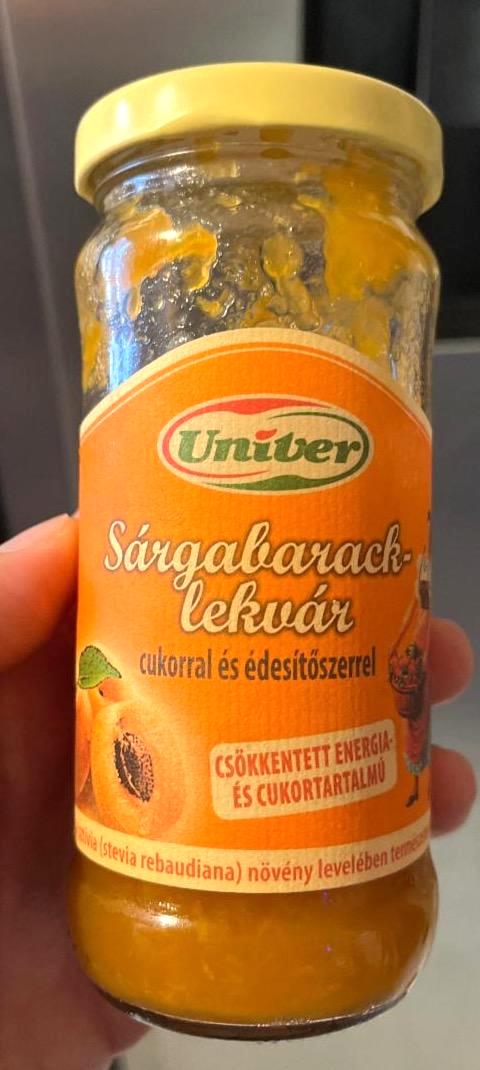 Univer
Sárgabarack-
lekvár
cukorral és édesítőszerrel
CSÖKKENTETT ENERGIA-
ÉS CUKORTARTALMÚ
(stevia rebaudiana) növény levelében